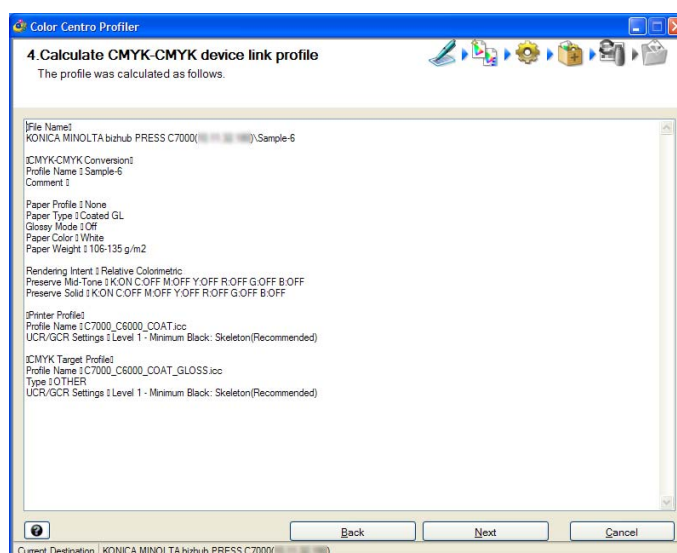 Color Centro Profiler
4.Calculate CMYK-CMYK device link profile
The profile was calculated as follows.
▯File Name▯
KONICA MINOLTA bizhub PRESS C7000( )\Sample-6
▯CMYK-CMYK Conversion▯
Profile Name ▯ Sample-6
Comment ▯
Paper Profile ▯ None
Paper Type ▯ Coated GL
Glossy Mode ▯ Off
Paper Color ▯ White
Paper Weight ▯ 106-135 g/m2
Rendering Intent ▯ Relative Colorimetric
Preserve Mid-Tone ▯ K:ON C:OFF M:OFF Y:OFF R:OFF G:OFF B:OFF
Preserve Solid ▯ K:ON C:OFF M:OFF Y:OFF R:OFF G:OFF B:OFF
▯Printer Profile▯
Profile Name ▯ C7000_C6000_COAT.icc
UCR/GCR Settings ▯ Level 1 - Minimum Black: Skeleton(Recommended)
▯CMYK Target Profile▯
Profile Name ▯ C7000_C6000_COAT_GLOSS.icc
Type ▯ OTHER
UCR/GCR Settings ▯ Level 1 - Minimum Black: Skeleton(Recommended)
Back Next Cancel
Current Destination KONICA MINOLTA bizhub PRESS C7000( )